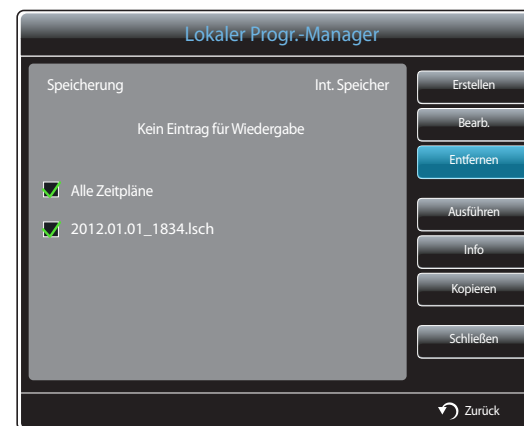 Lokaler Progr.-Manager
Speicherung Int. Speicher
Kein Eintrag für Wiedergabe
Alle Zeitpläne
2012.01.01_1834.lsch
Erstellen
Bearb.
Entfernen
Ausführen
Info
Kopieren
Schließen
Zurück